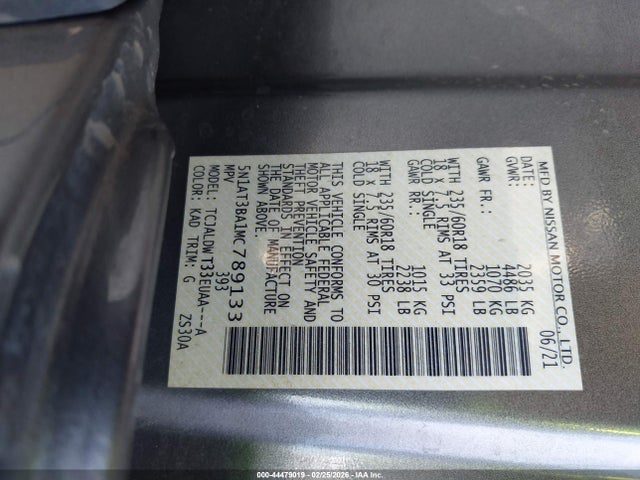 MFD BY NISSAN MOTOR CO., LTD.
06/21
DATE:
GVWR: 2035 KG
4486 LB
GAWR FR.: 1070 KG
2359 LB
WITH 235/60R18 TIRES
18 X 7.5 RIMS AT 33 PSI
COLD SINGLE
GAWR RR.: 1015 KG
2238 LB
WITH 235/60R18 TIRES
18 X 7.5 RIMS AT 30 PSI
COLD SINGLE
THIS VEHICLE CONFORMS TO
ALL APPLICABLE FEDERAL
MOTOR VEHICLE SAFETY AND
THEFT PREVENTION
STANDARDS IN EFFECT ON
THE DATE OF MANUFACTURE
SHOWN ABOVE.
5N1AT3BA1MC789133
MPV 393
MODEL: TCJALDW T33EUAA---A
COLOR: KAD TRIM: G ZS30A
000-44479019 | 02/25/2026 - IAA Inc.